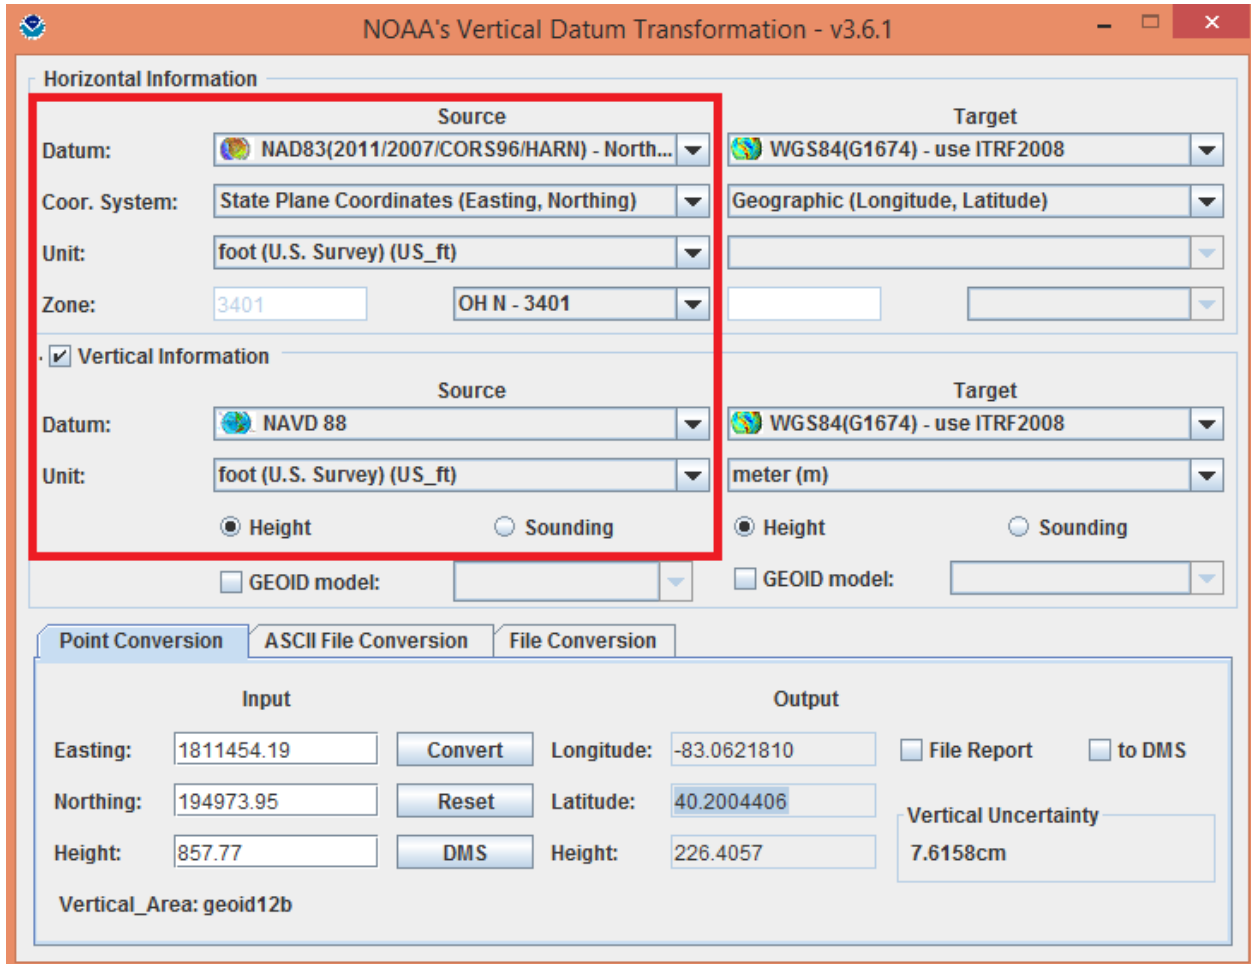 NOAA's Vertical Datum Transformation - v3.6.1
Horizontal Information
Source Target
Datum: NAD83(2011/2007/CORS96/HARN) - North... WGS84(G1674) - use ITRF2008
Coor. System: State Plane Coordinates (Easting, Northing) Geographic (Longitude, Latitude)
Unit: foot (U.S. Survey) (US_ft)
Zone: 3401 OH N - 3401
Vertical Information
Source Target
Datum: NAVD 88 WGS84(G1674) - use ITRF2008
Unit: foot (U.S. Survey) (US_ft) meter (m)
Height Sounding Height Sounding
GEOID model: GEOID model:
Point Conversion ASCII File Conversion File Conversion
Input Output
Easting: 1811454.19 Convert Longitude: -83.0621810 File Report to DMS
Northing: 194973.95 Reset Latitude: 40.2004406 Vertical Uncertainty
Height: 857.77 DMS Height: 226.4057 7.6158cm
Vertical_Area: geoid12b